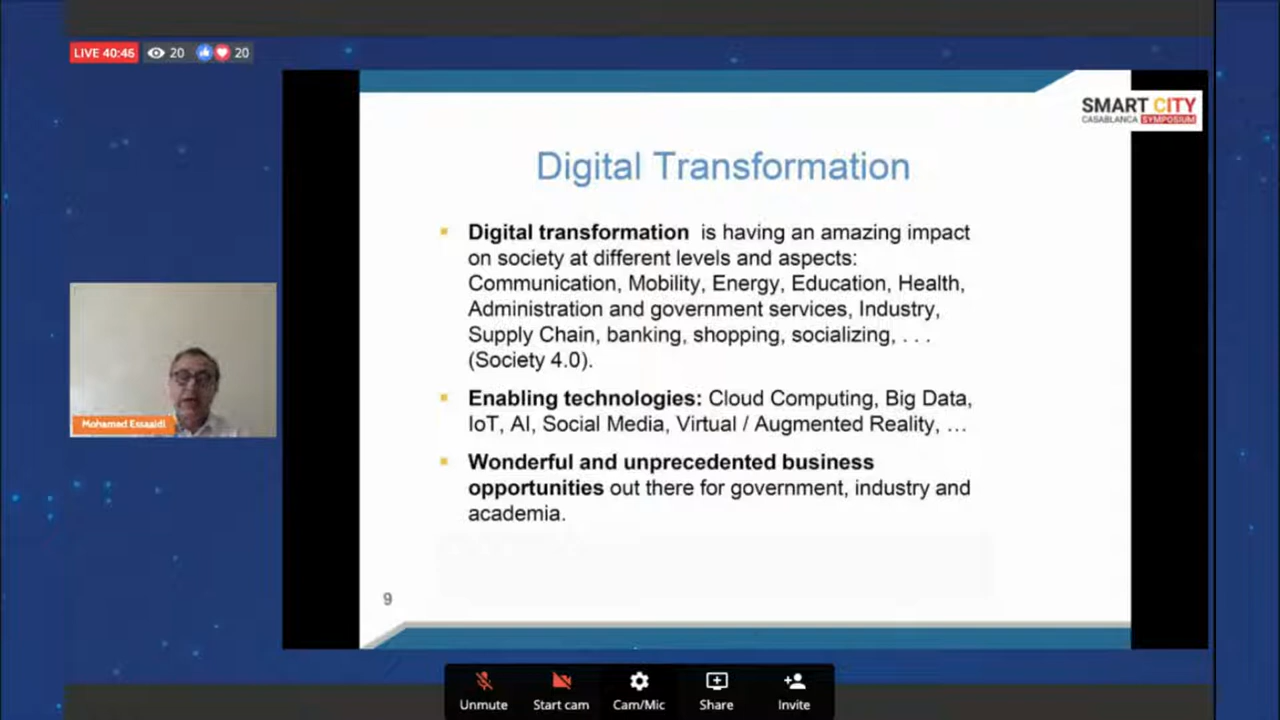 LIVE 40:46 20 20
SMART CITY
CASABLANCA SYMPOSIUM
Digital Transformation
Digital transformation is having an amazing impact
on society at different levels and aspects:
Communication, Mobility, Energy, Education, Health,
Administration and government services, Industry,
Supply Chain, banking, shopping, socializing, . . .
(Society 4.0).
Enabling technologies: Cloud Computing, Big Data,
IoT, AI, Social Media, Virtual / Augmented Reality, ...
Wonderful and unprecedented business
opportunities out there for government, industry and
academia.
9
Mohamed Essaaidi
Unmute
Start cam
Cam/Mic
Share
Invite